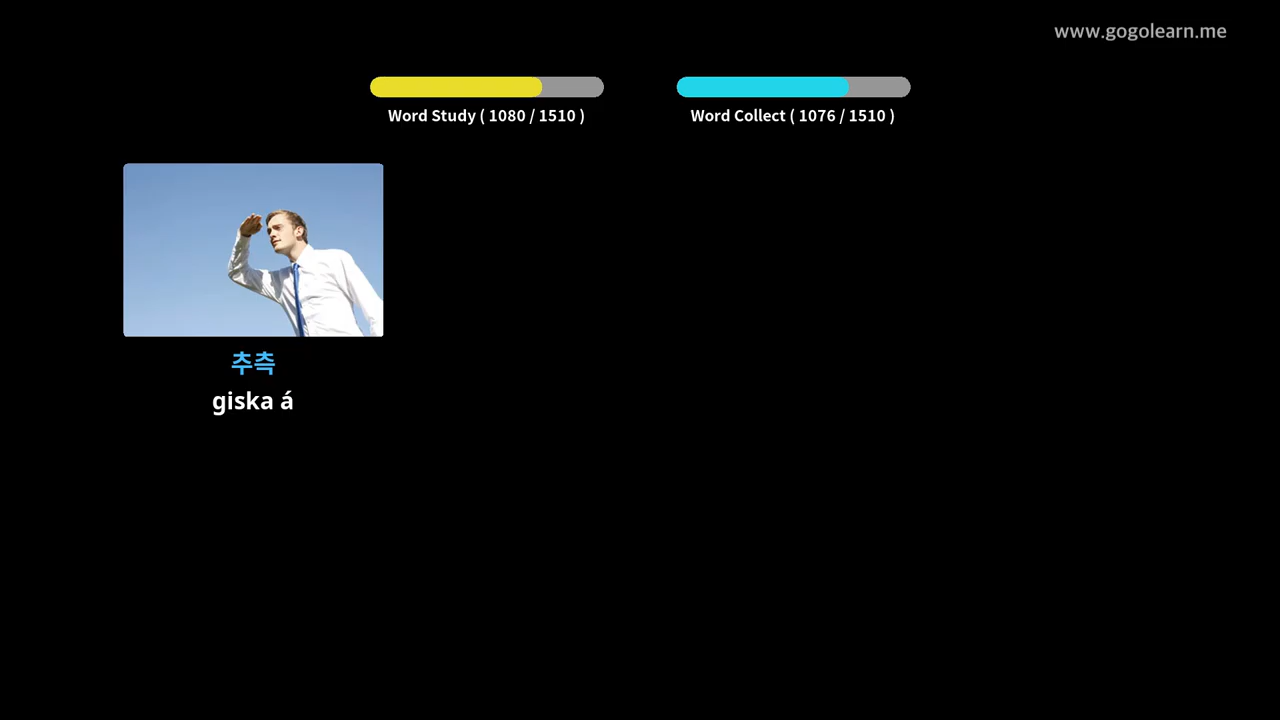 www.gogolearn.me
Word Study ( 1080 / 1510 )
Word Collect ( 1076 / 1510 )
추측
giska á